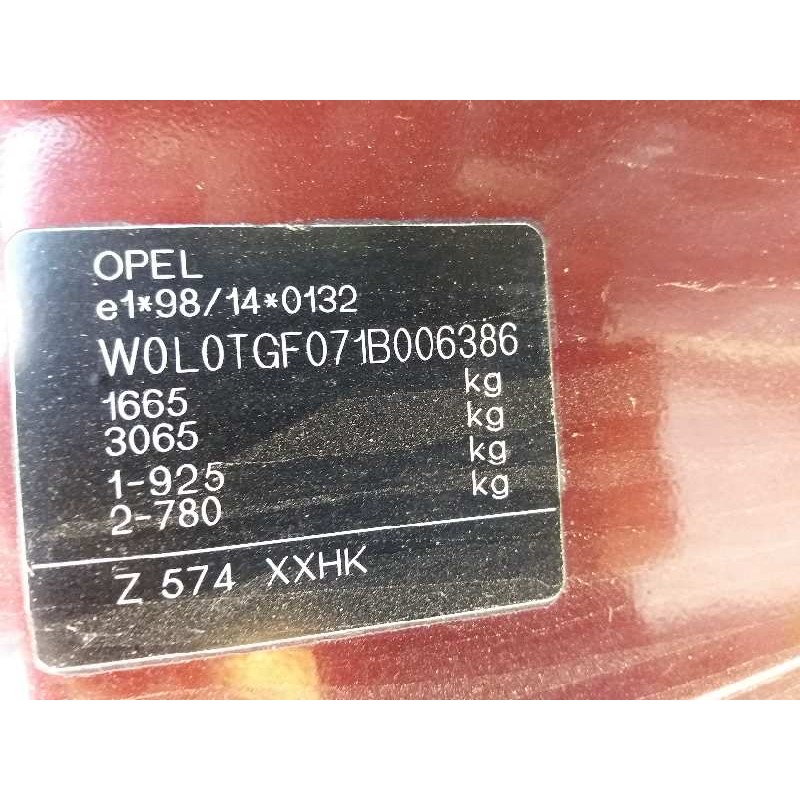 OPEL
e1*98/14*0132
W0L0TGF071B006386
1665 kg
3065 kg
1-925 kg
2-780 kg
Z 574 XXHK